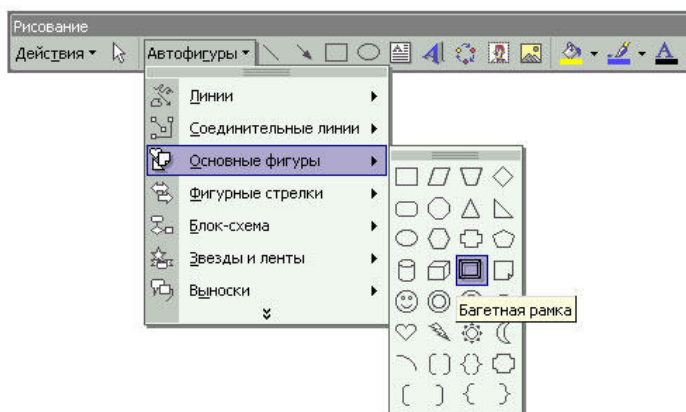 Рисование
Действия Автофигуры
Линии
Соединительные линии
Основные фигуры
Фигурные стрелки
Блок-схема
Звезды и ленты
Выноски
Багетная рамка